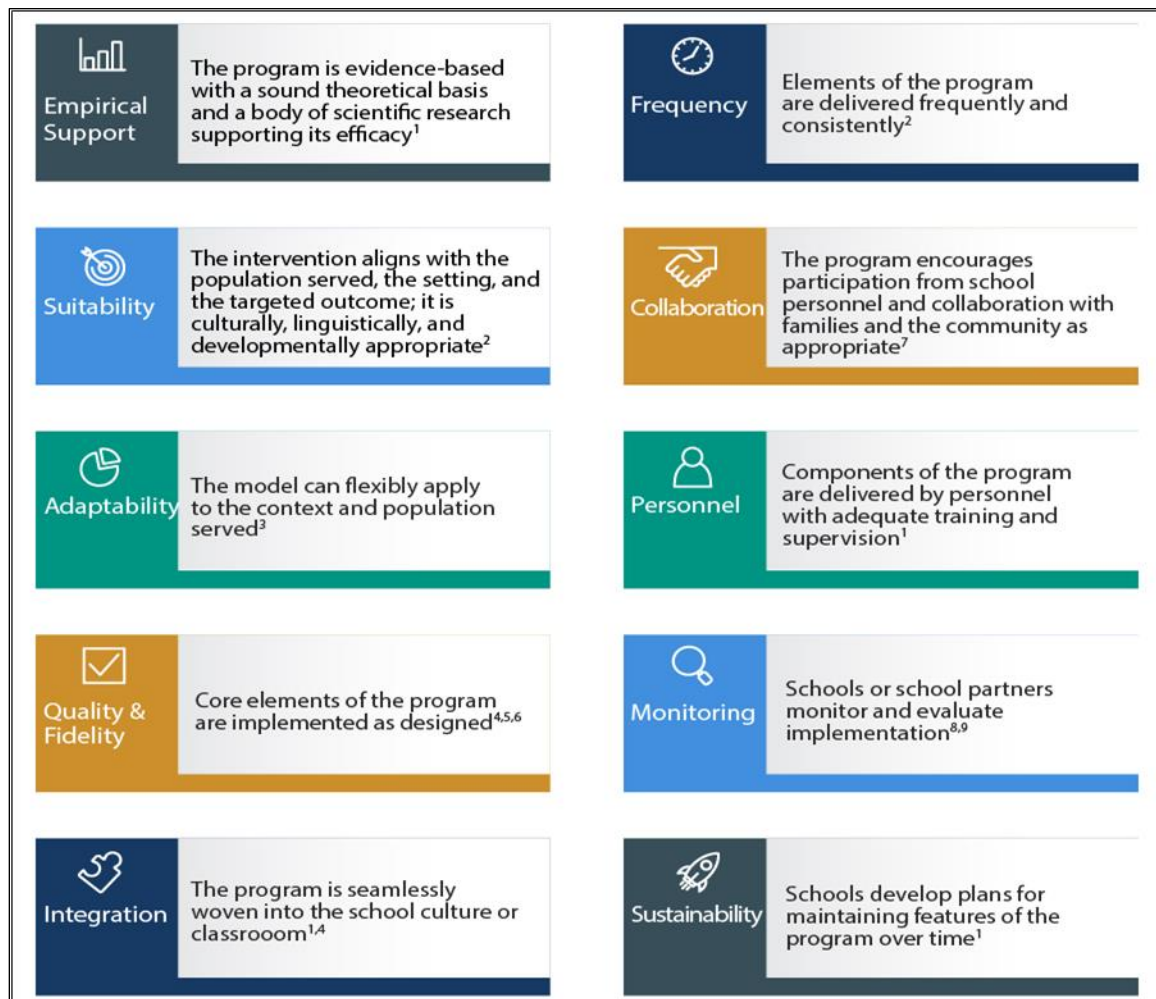 Empirical
Support
The program is evidence-based
with a sound theoretical basis
and a body of scientific research
supporting its efficacy¹
Frequency
Elements of the program
are delivered frequently and
consistently²
Suitability
The intervention aligns with the
population served, the setting, and
the targeted outcome; it is
culturally, linguistically, and
developmentally appropriate²
Collaboration
The program encourages
participation from school
personnel and collaboration with
families and the community as
appropriate⁷
Adaptability
The model can flexibly apply
to the context and population
served³
Personnel
Components of the program
are delivered by personnel
with adequate training and
supervision¹
Quality &
Fidelity
Core elements of the program
are implemented as designed⁴,⁵,⁶
Monitoring
Schools or school partners
monitor and evaluate
implementation⁸,⁹
Integration
The program is seamlessly
woven into the school culture or
classrooom¹,⁴
Sustainability
Schools develop plans for
maintaining features of the
program over time¹